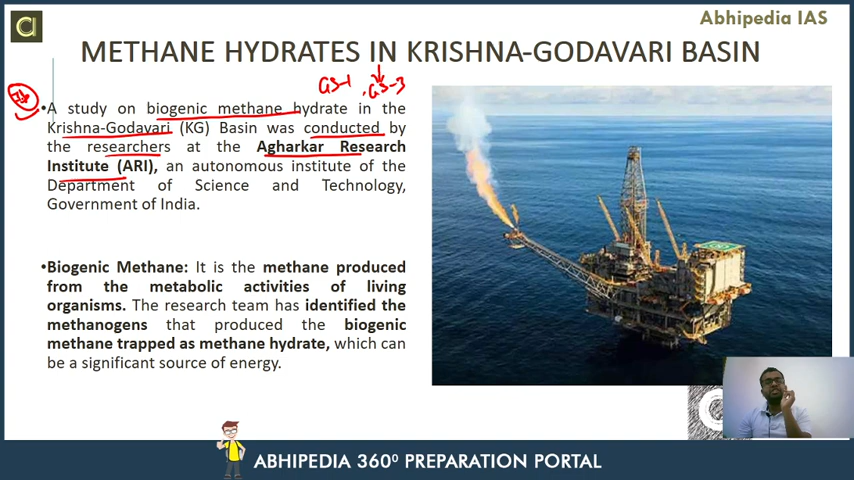 Abhipedia IAS
METHANE HYDRATES IN KRISHNA-GODAVARI BASIN
GS-1
GS-3
•A study on biogenic methane hydrate in the
Krishna-Godavari (KG) Basin was conducted by
the researchers at the Agharkar Research
Institute (ARI), an autonomous institute of the
Department of Science and Technology,
Government of India.
•Biogenic Methane: It is the methane produced
from the metabolic activities of living
organisms. The research team has identified the
methanogens that produced the biogenic
methane trapped as methane hydrate, which can
be a significant source of energy.
ABHIPEDIA 360⁰ PREPARATION PORTAL